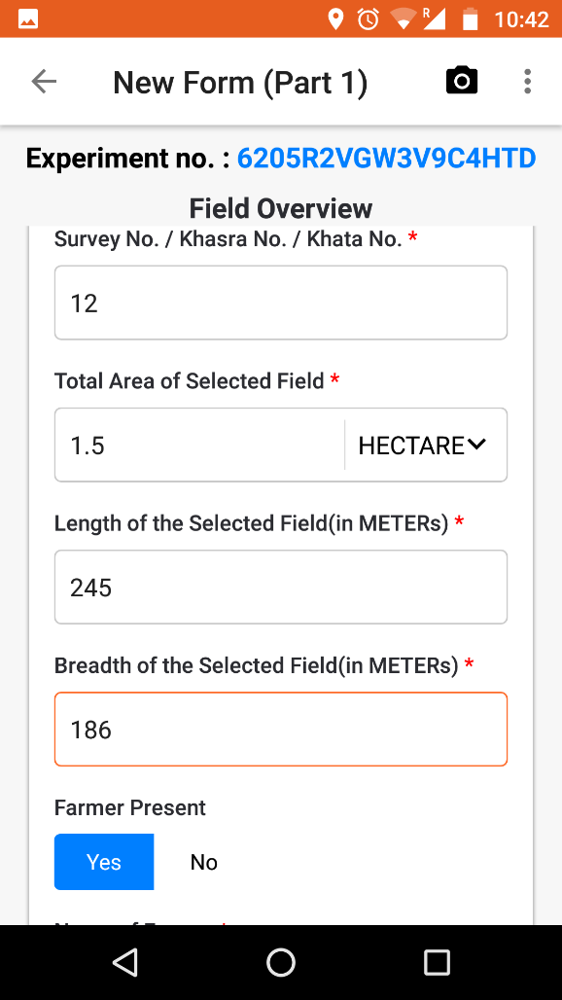 R
10:42
New Form (Part 1)
Experiment no. : 6205R2VGW3V9C4HTD
Field Overview
Survey No. / Khasra No. / Khata No. *
12
Total Area of Selected Field *
1.5 HECTARE
Length of the Selected Field(in METERs) *
245
Breadth of the Selected Field(in METERs) *
186
Farmer Present
Yes No